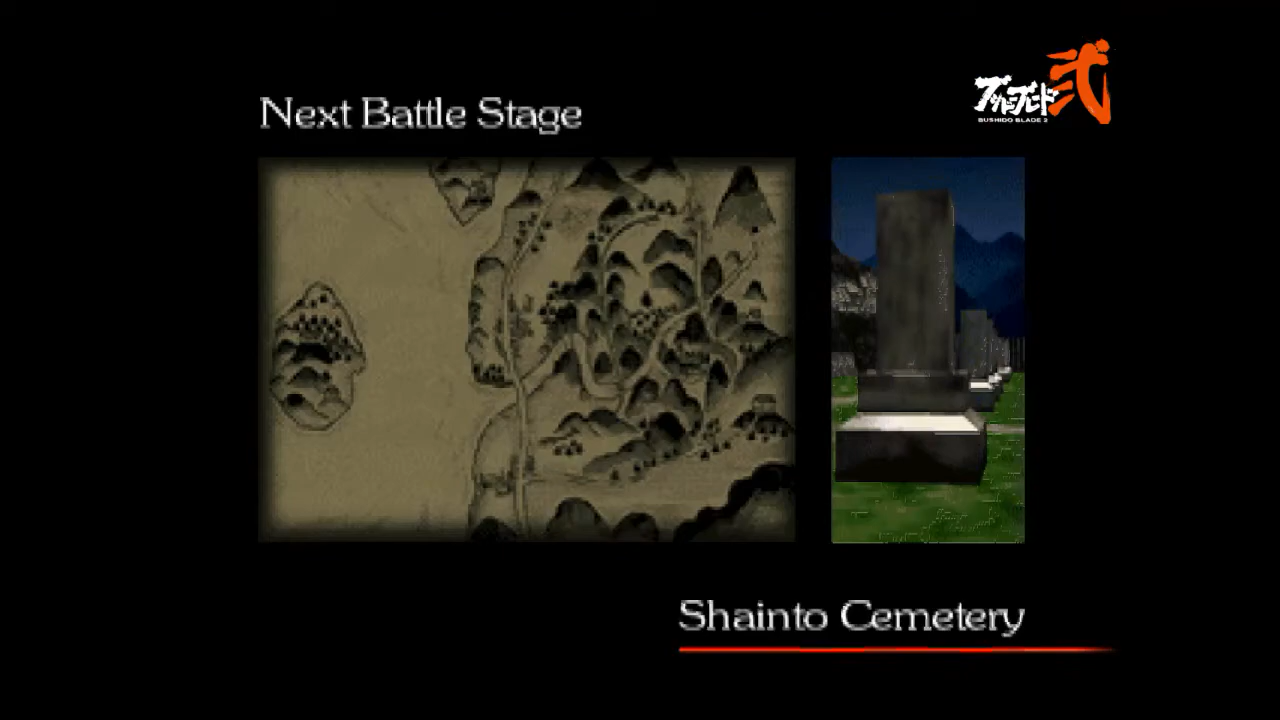 Next Battle Stage
ブシドーブレード
弐
BUSHIDO BLADE 2
Shainto Cemetery